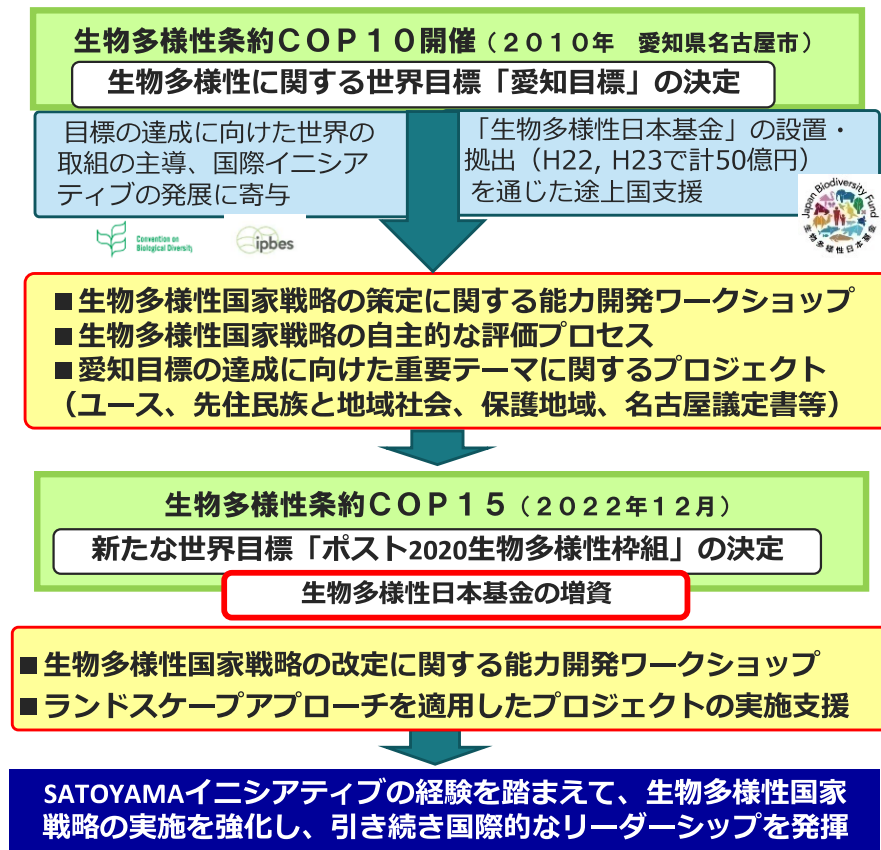 生物多様性条約ＣＯＰ１０開催（２０１０年　愛知県名古屋市）
生物多様性に関する世界目標「愛知目標」の決定
目標の達成に向けた世界の
取組の主導、国際イニシア
ティブの発展に寄与
「生物多様性日本基金」の設置・
拠出（H22, H23で計50億円）
を通じた途上国支援
Japan Biodiversity Fund
生物多様性日本基金
Convention on
Biological Diversity
ipbes
■生物多様性国家戦略の策定に関する能力開発ワークショップ
■生物多様性国家戦略の自主的な評価プロセス
■愛知目標の達成に向けた重要テーマに関するプロジェクト
（ユース、先住民族と地域社会、保護地域、名古屋議定書等）
生物多様性条約ＣＯＰ１５（２０２２年１２月）
新たな世界目標「ポスト2020生物多様性枠組」の決定
生物多様性日本基金の増資
■生物多様性国家戦略の改定に関する能力開発ワークショップ
■ランドスケープアプローチを適用したプロジェクトの実施支援
SATOYAMAイニシアティブの経験を踏まえて、生物多様性国家
戦略の実施を強化し、引き続き国際的なリーダーシップを発揮